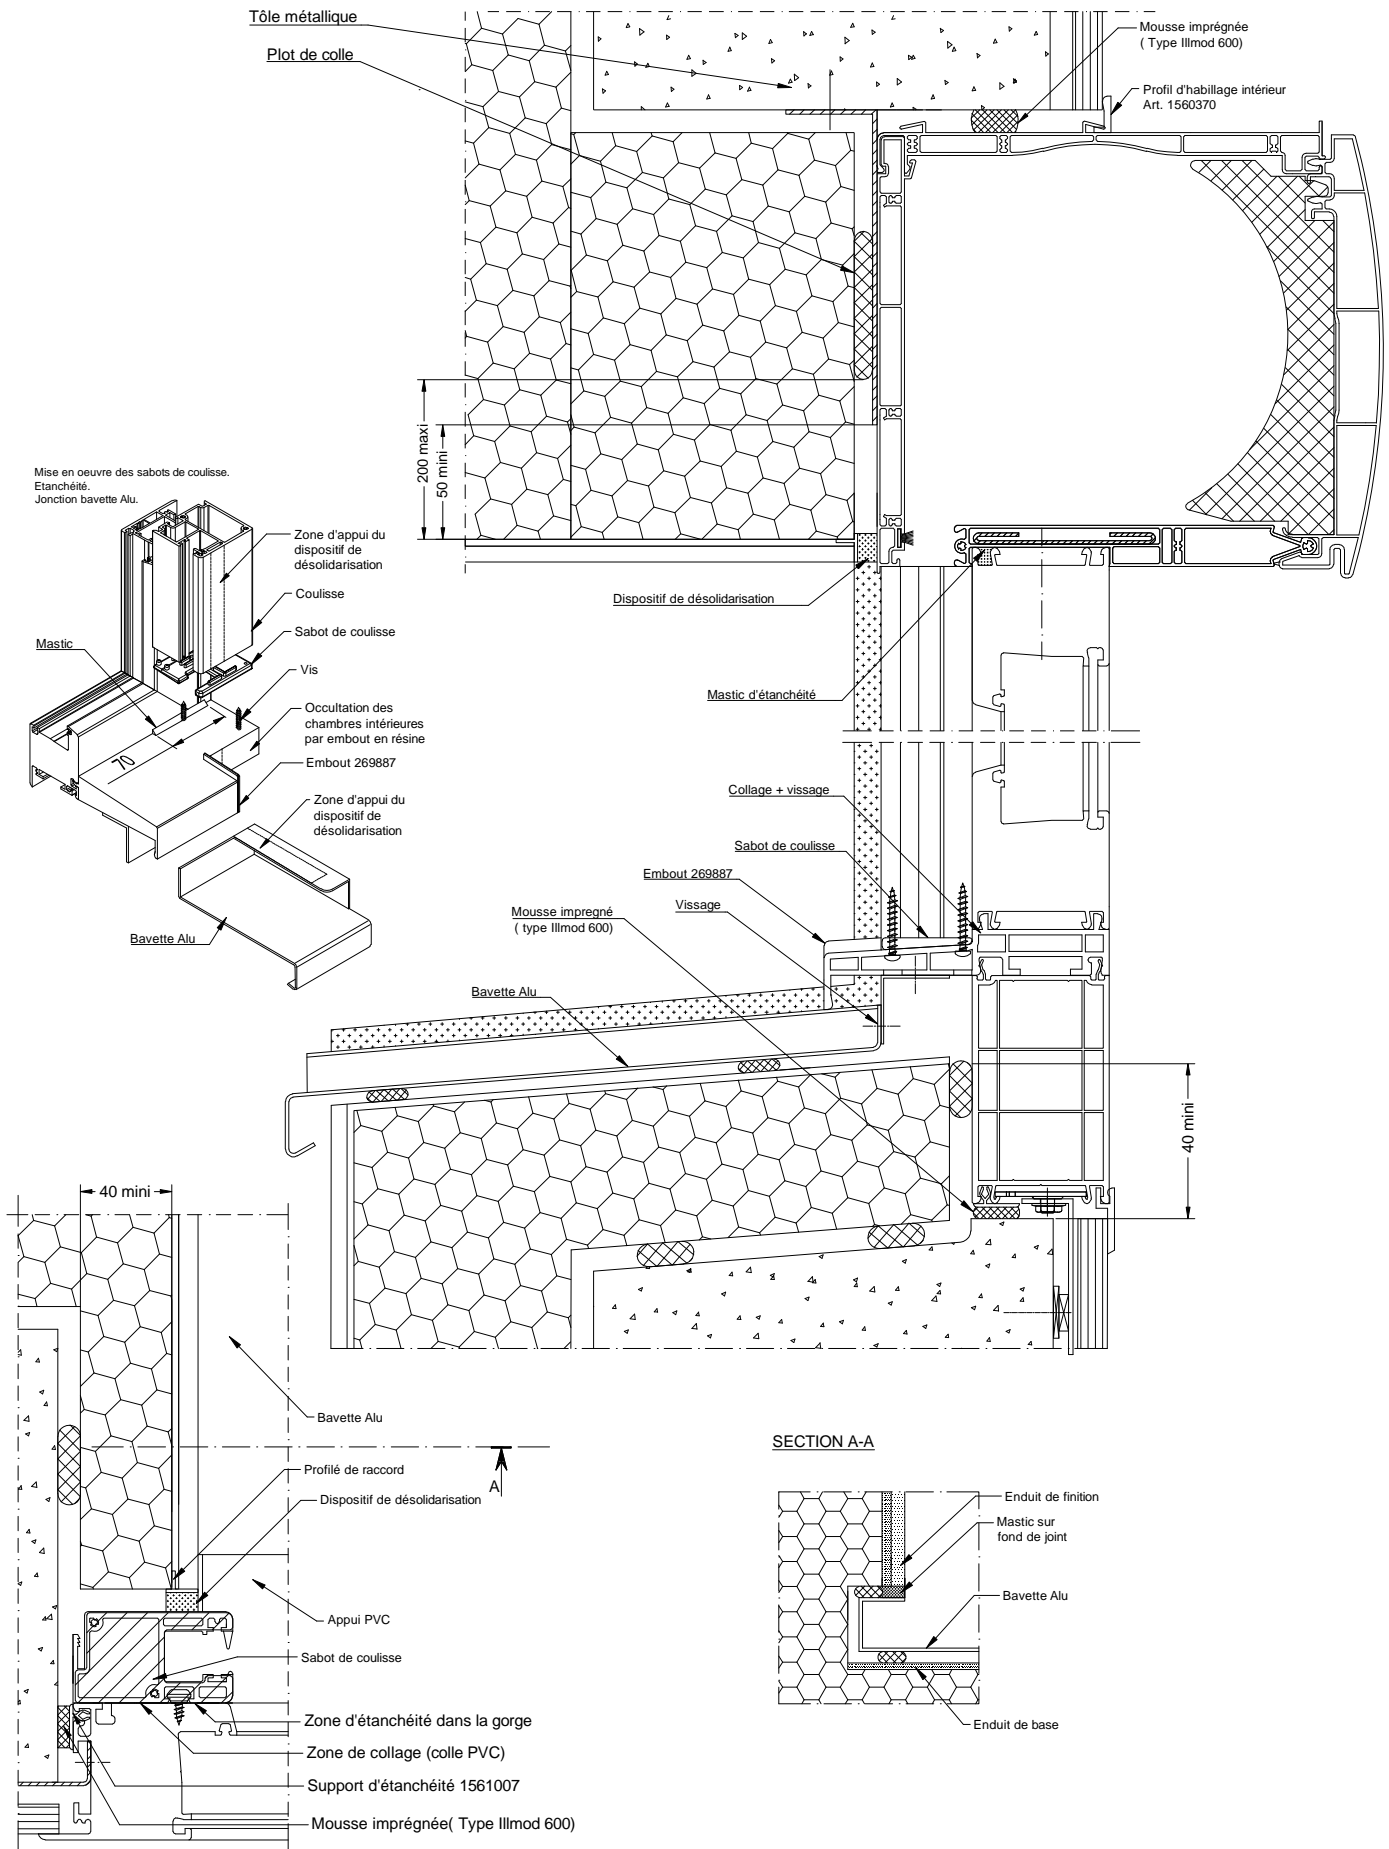 Tôle métallique
Plot de colle
Mousse imprégnée
( Type Illmod 600)
Profil d'habillage intérieur
Art. 1560370
200 maxi
50 mini
Mise en oeuvre des sabots de coulisse.
Etanchéité.
Jonction bavette Alu.
Zone d'appui du
dispositif de
désolidarisation
Coulisse
Sabot de coulisse
Mastic
Vis
Occultation des
chambres intérieures
par embout en résine
70
Embout 269887
Zone d'appui du
dispositif de
désolidarisation
Bavette Alu
Dispositif de désolidarisation
Mastic d'étanchéité
Collage + vissage
Sabot de coulisse
Embout 269887
Vissage
Mousse impregné
( type Illmod 600)
Bavette Alu
40 mini
40 mini
Bavette Alu
A
Profilé de raccord
Dispositif de désolidarisation
Appui PVC
Sabot de coulisse
Zone d'étanchéité dans la gorge
Zone de collage (colle PVC)
Support d'étanchéité 1561007
Mousse imprégnée( Type Illmod 600)
SECTION A-A
Enduit de finition
Mastic sur
fond de joint
Bavette Alu
Enduit de base